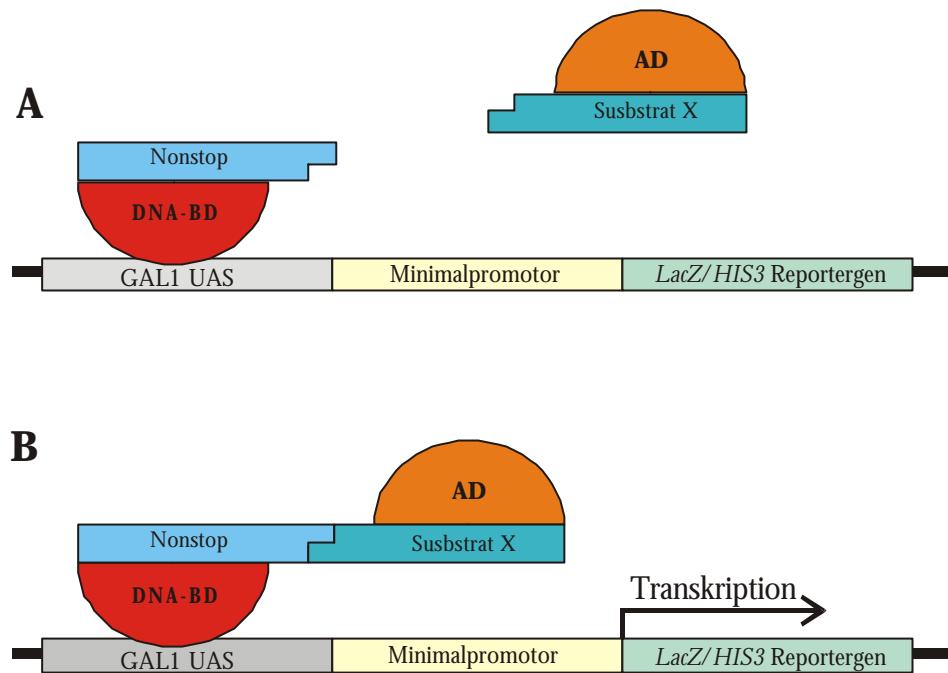 A
AD
Susbstrat X
Nonstop
DNA-BD
GAL1 UAS
Minimalpromotor
LacZ/HIS3 Reportergen
B
AD
Nonstop
Susbstrat X
DNA-BD
Transkription
GAL1 UAS
Minimalpromotor
LacZ/HIS3 Reportergen